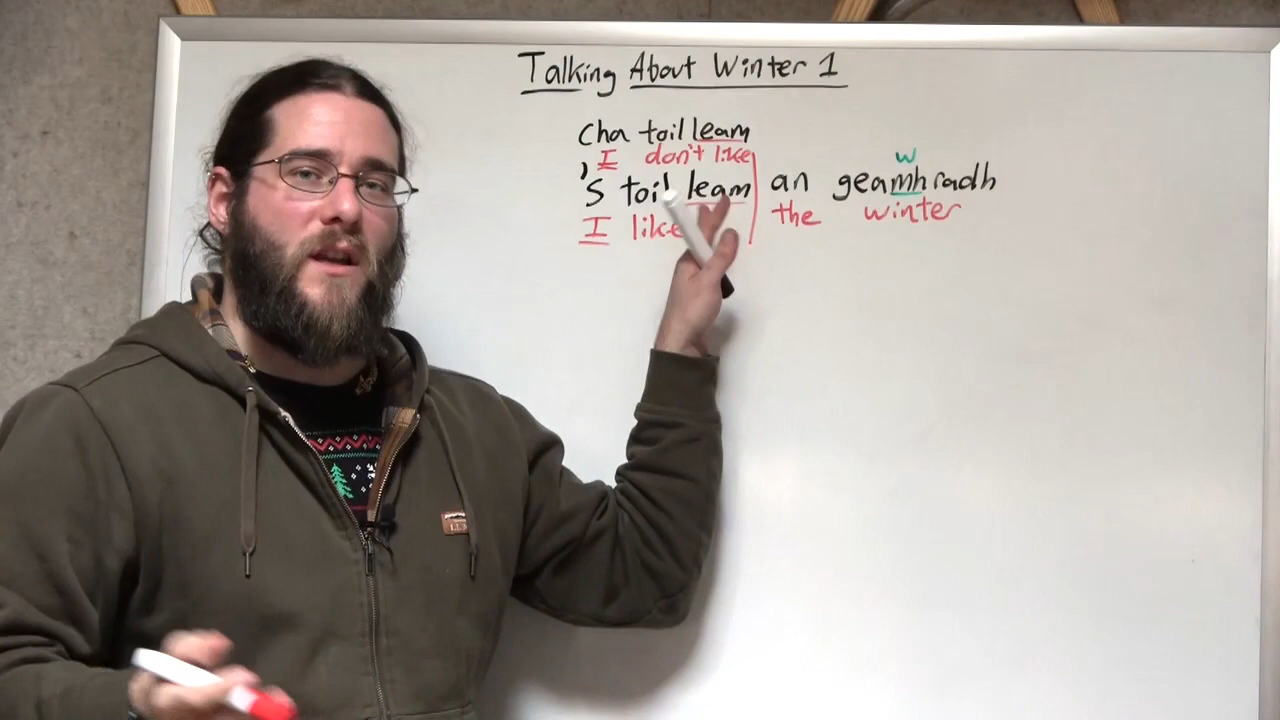 Talking About Winter 1
Cha toil leam
I don't like
'S toil leam an geamhradh
w
I like the winter